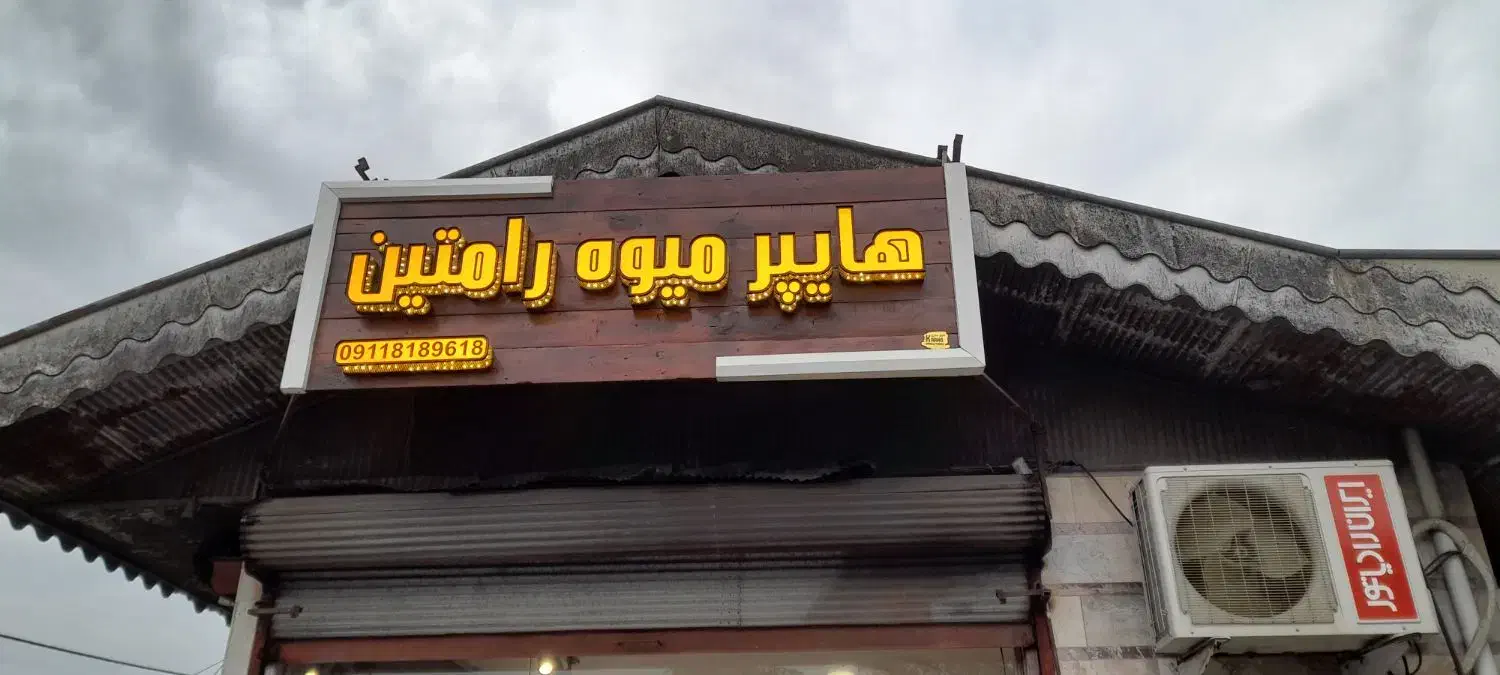 هایپر میوه رامتین
09118189618
ایران رادیاتور